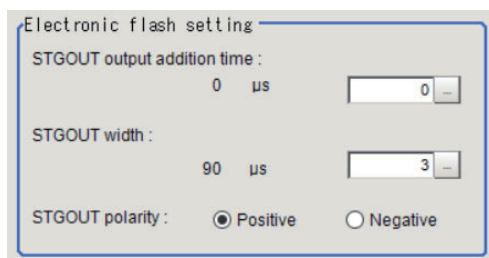 Electronic flash setting
STGOUT output addition time :
0 µs 0 ...
STGOUT width :
90 µs 3 ...
STGOUT polarity : Positive Negative